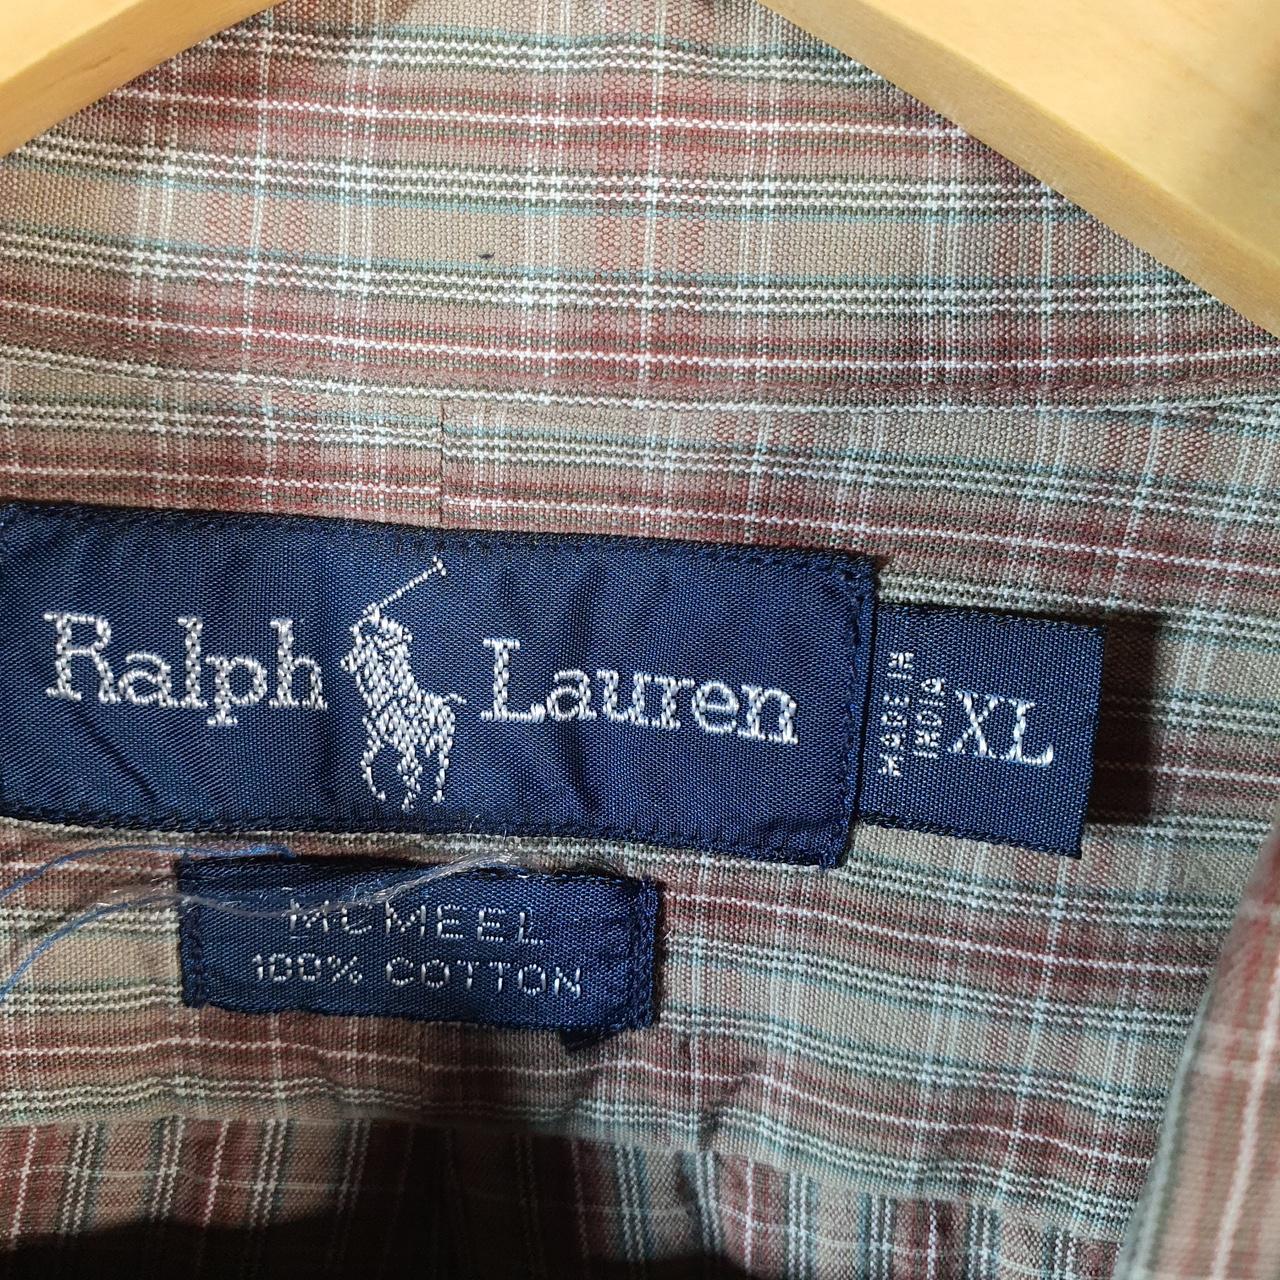 Ralph Lauren
MADE IN
INDIA
XL
MCMEEL
100% COTTON